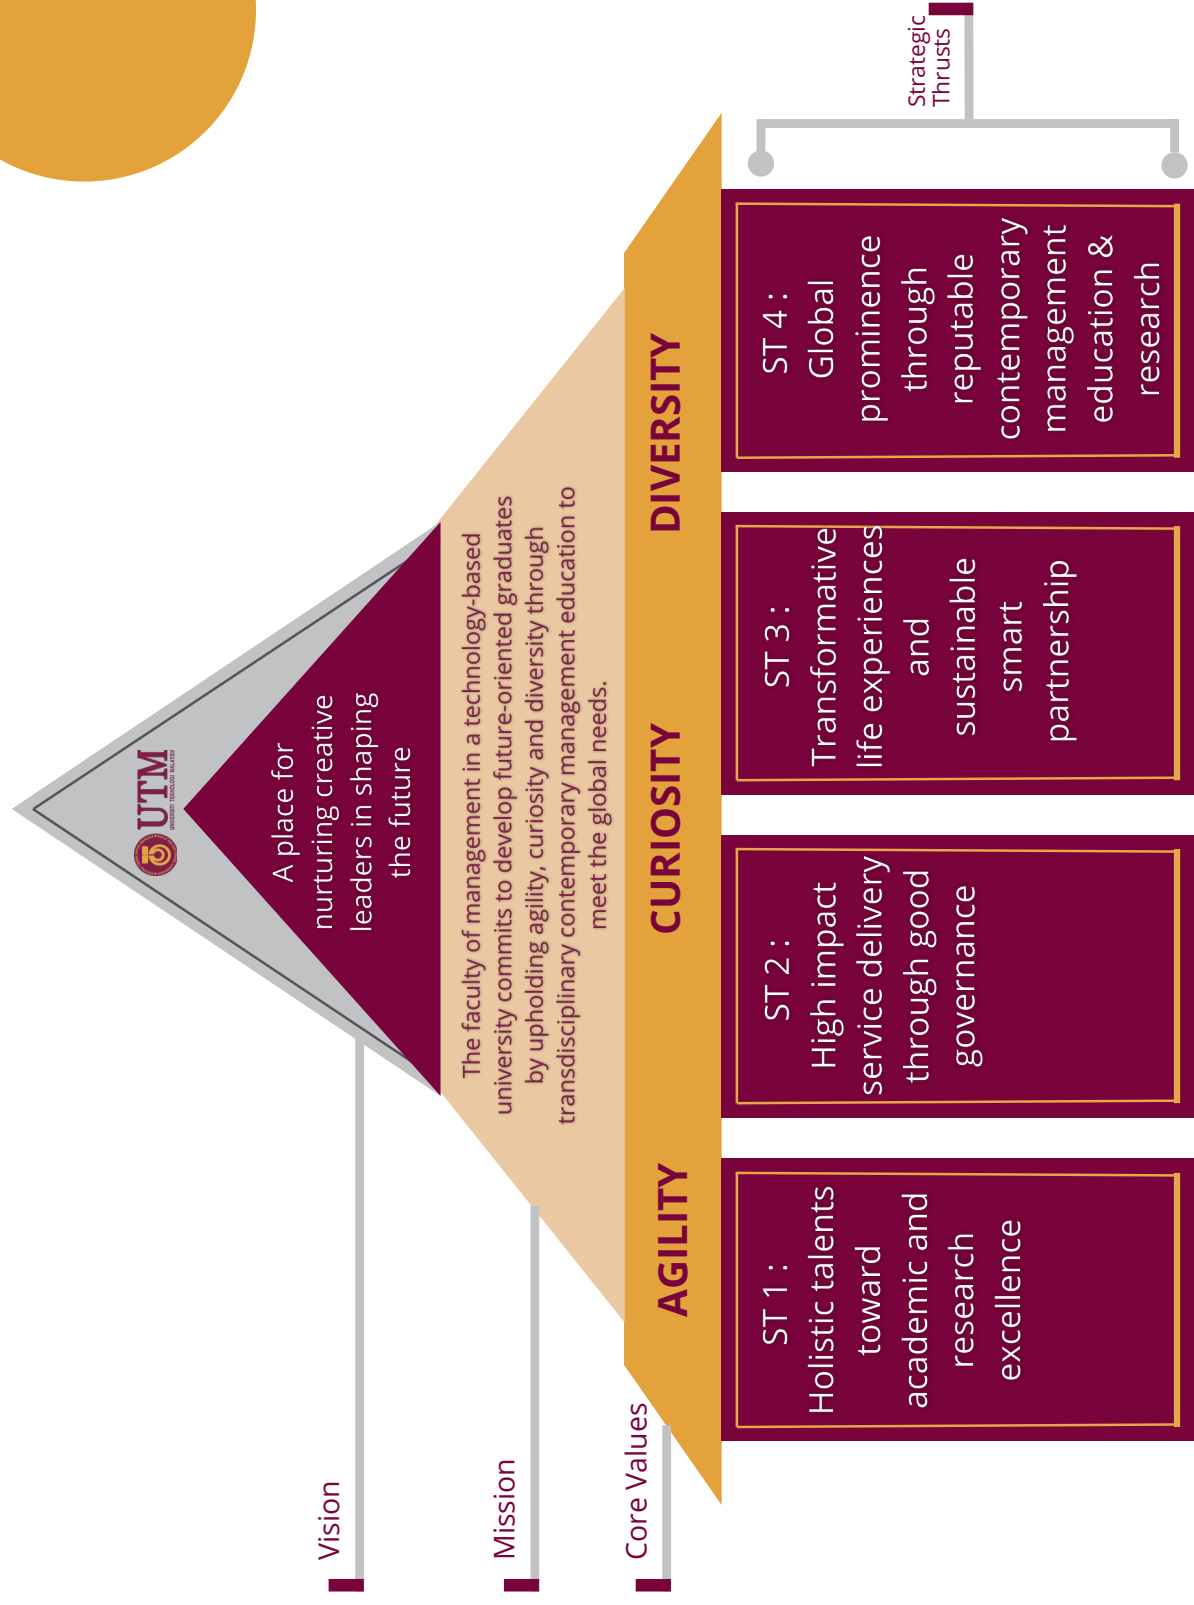 UTM
UNIVERSITI TEKNOLOGI MALAYSIA
Vision
A place for
nurturing creative
leaders in shaping
the future
Mission
The faculty of management in a technology-based
university commits to develop future-oriented graduates
by upholding agility, curiosity and diversity through
transdisciplinary contemporary management education to
meet the global needs.
Core Values
AGILITY
CURIOSITY
DIVERSITY
ST 1 :
Holistic talents
toward
academic and
research
excellence
ST 2 :
High impact
service delivery
through good
governance
ST 3 :
Transformative
life experiences
and
sustainable
smart
partnership
ST 4 :
Global
prominence
through
reputable
contemporary
management
education &
research
Strategic
Thrusts